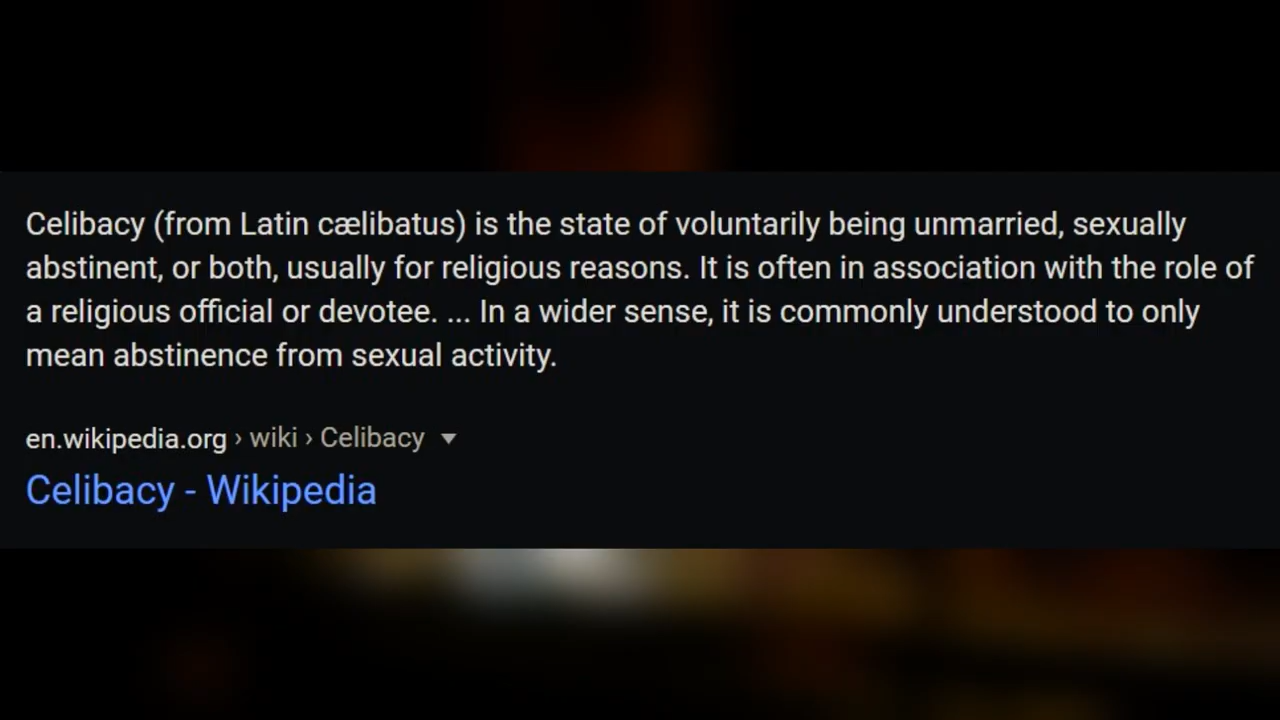 Celibacy (from Latin cælibatus) is the state of voluntarily being unmarried, sexually
abstinent, or both, usually for religious reasons. It is often in association with the role of
a religious official or devotee. ... In a wider sense, it is commonly understood to only
mean abstinence from sexual activity.
en.wikipedia.org › wiki › Celibacy
Celibacy - Wikipedia